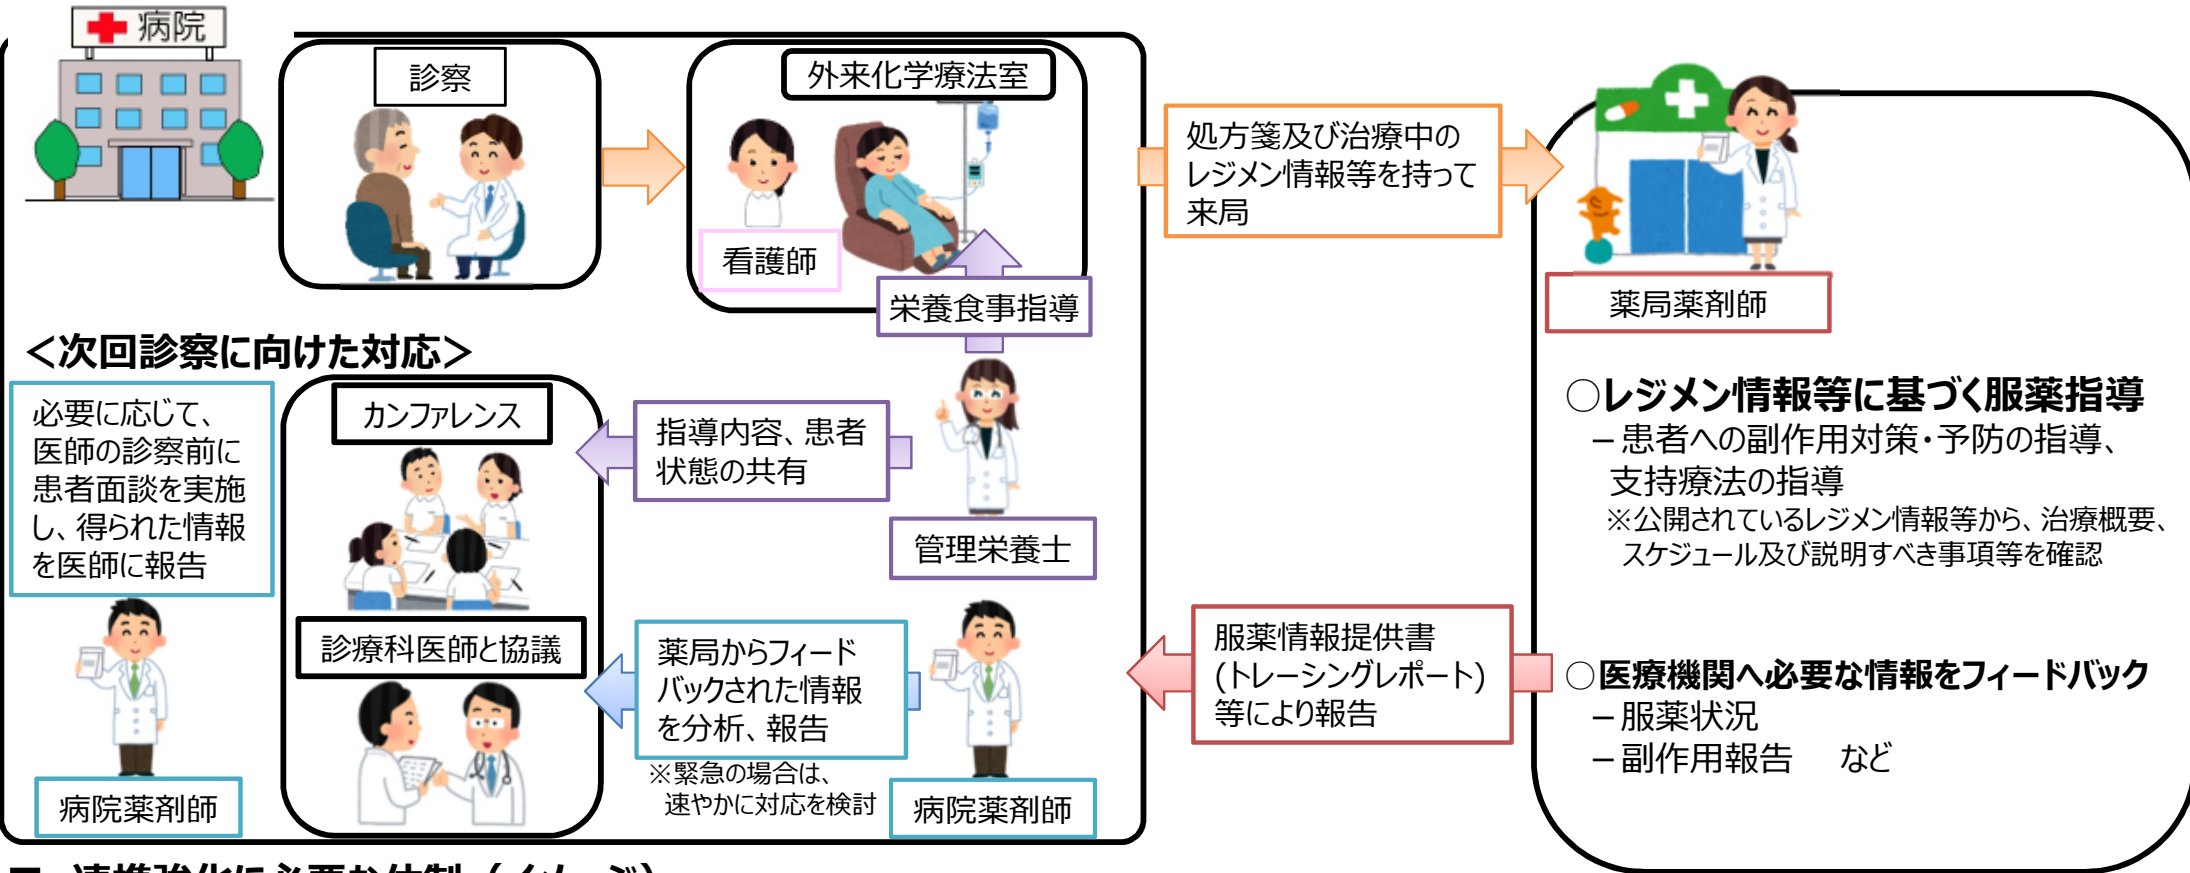 病院
診察
外来化学療法室
看護師
栄養食事指導
処方箋及び治療中の
レジメン情報等を持って
来局
薬局薬剤師
<次回診察に向けた対応>
必要に応じて、
医師の診察前に
患者面談を実施
し、得られた情報
を医師に報告
病院薬剤師
カンファレンス
診療科医師と協議
指導内容、患者
状態の共有
管理栄養士
薬局からフィード
バックされた情報
を分析、報告
※緊急の場合は、
速やかに対応を検討
病院薬剤師
服薬情報提供書
(トレーシングレポート)
等により報告
○レジメン情報等に基づく服薬指導
－患者への副作用対策・予防の指導、
支持療法の指導
※公開されているレジメン情報等から、治療概要、
スケジュール及び説明すべき事項等を確認
○医療機関へ必要な情報をフィードバック
－服薬状況
－副作用報告　など
連携強化に必要な体制（イメージ）